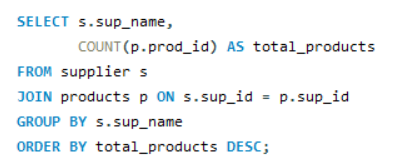 SELECT s.sup_name,
       COUNT(p.prod_id) AS total_products
FROM supplier s
JOIN products p ON s.sup_id = p.sup_id
GROUP BY s.sup_name
ORDER BY total_products DESC;